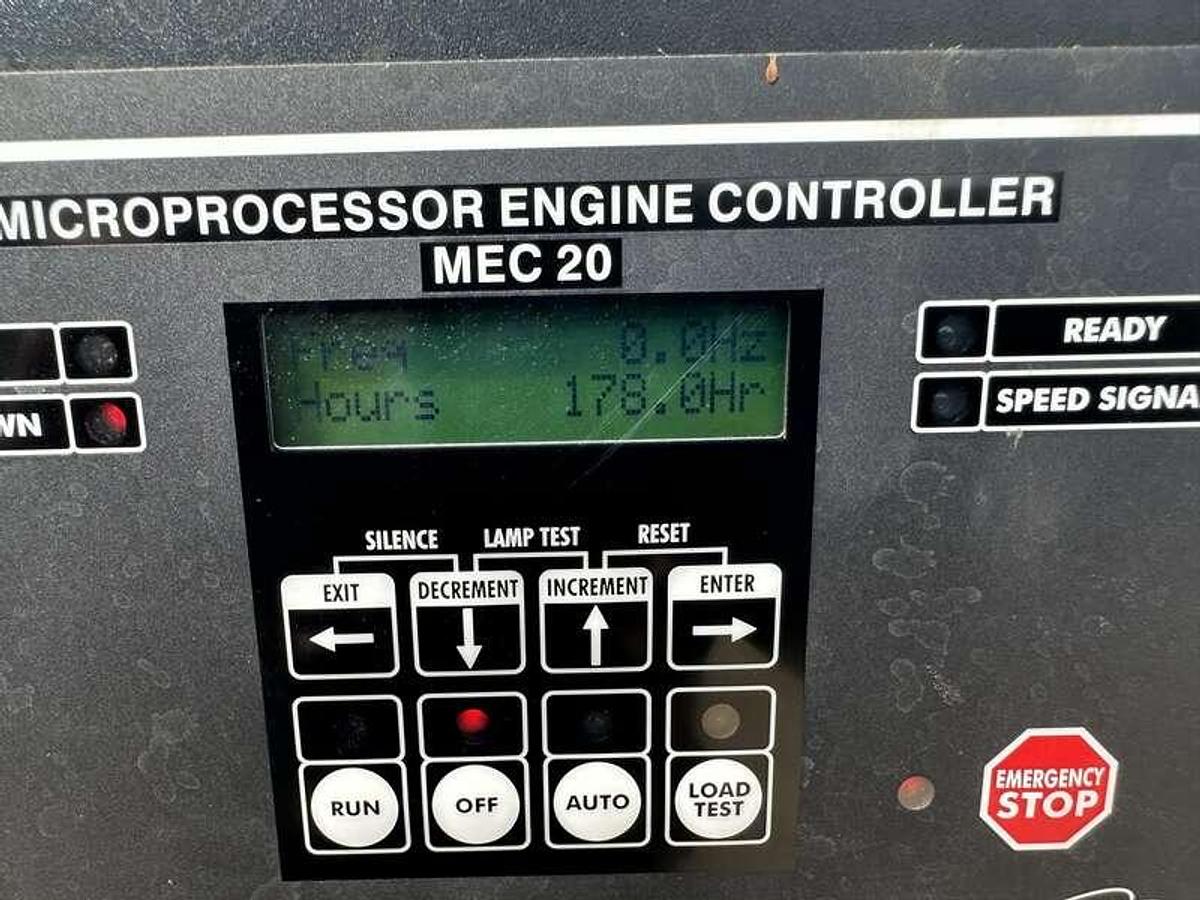 MICROPROCESSOR ENGINE CONTROLLER
MEC 20
Freq 0.0Hz
Hours 178.0Hr
READY
WN
SPEED SIGNA
SILENCE LAMP TEST RESET
EXIT DECREMENT INCREMENT ENTER
RUN OFF AUTO LOAD TEST
EMERGENCY
STOP